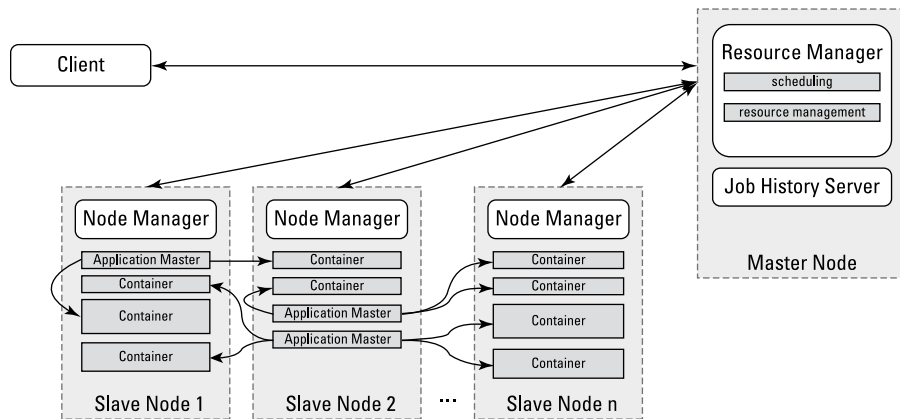 Client
Resource Manager
scheduling
resource management
Job History Server
Master Node
Node Manager
Application Master
Container
Container
Container
Slave Node 1
Node Manager
Container
Container
Application Master
Application Master
Slave Node 2
...
Node Manager
Container
Container
Container
Container
Slave Node n